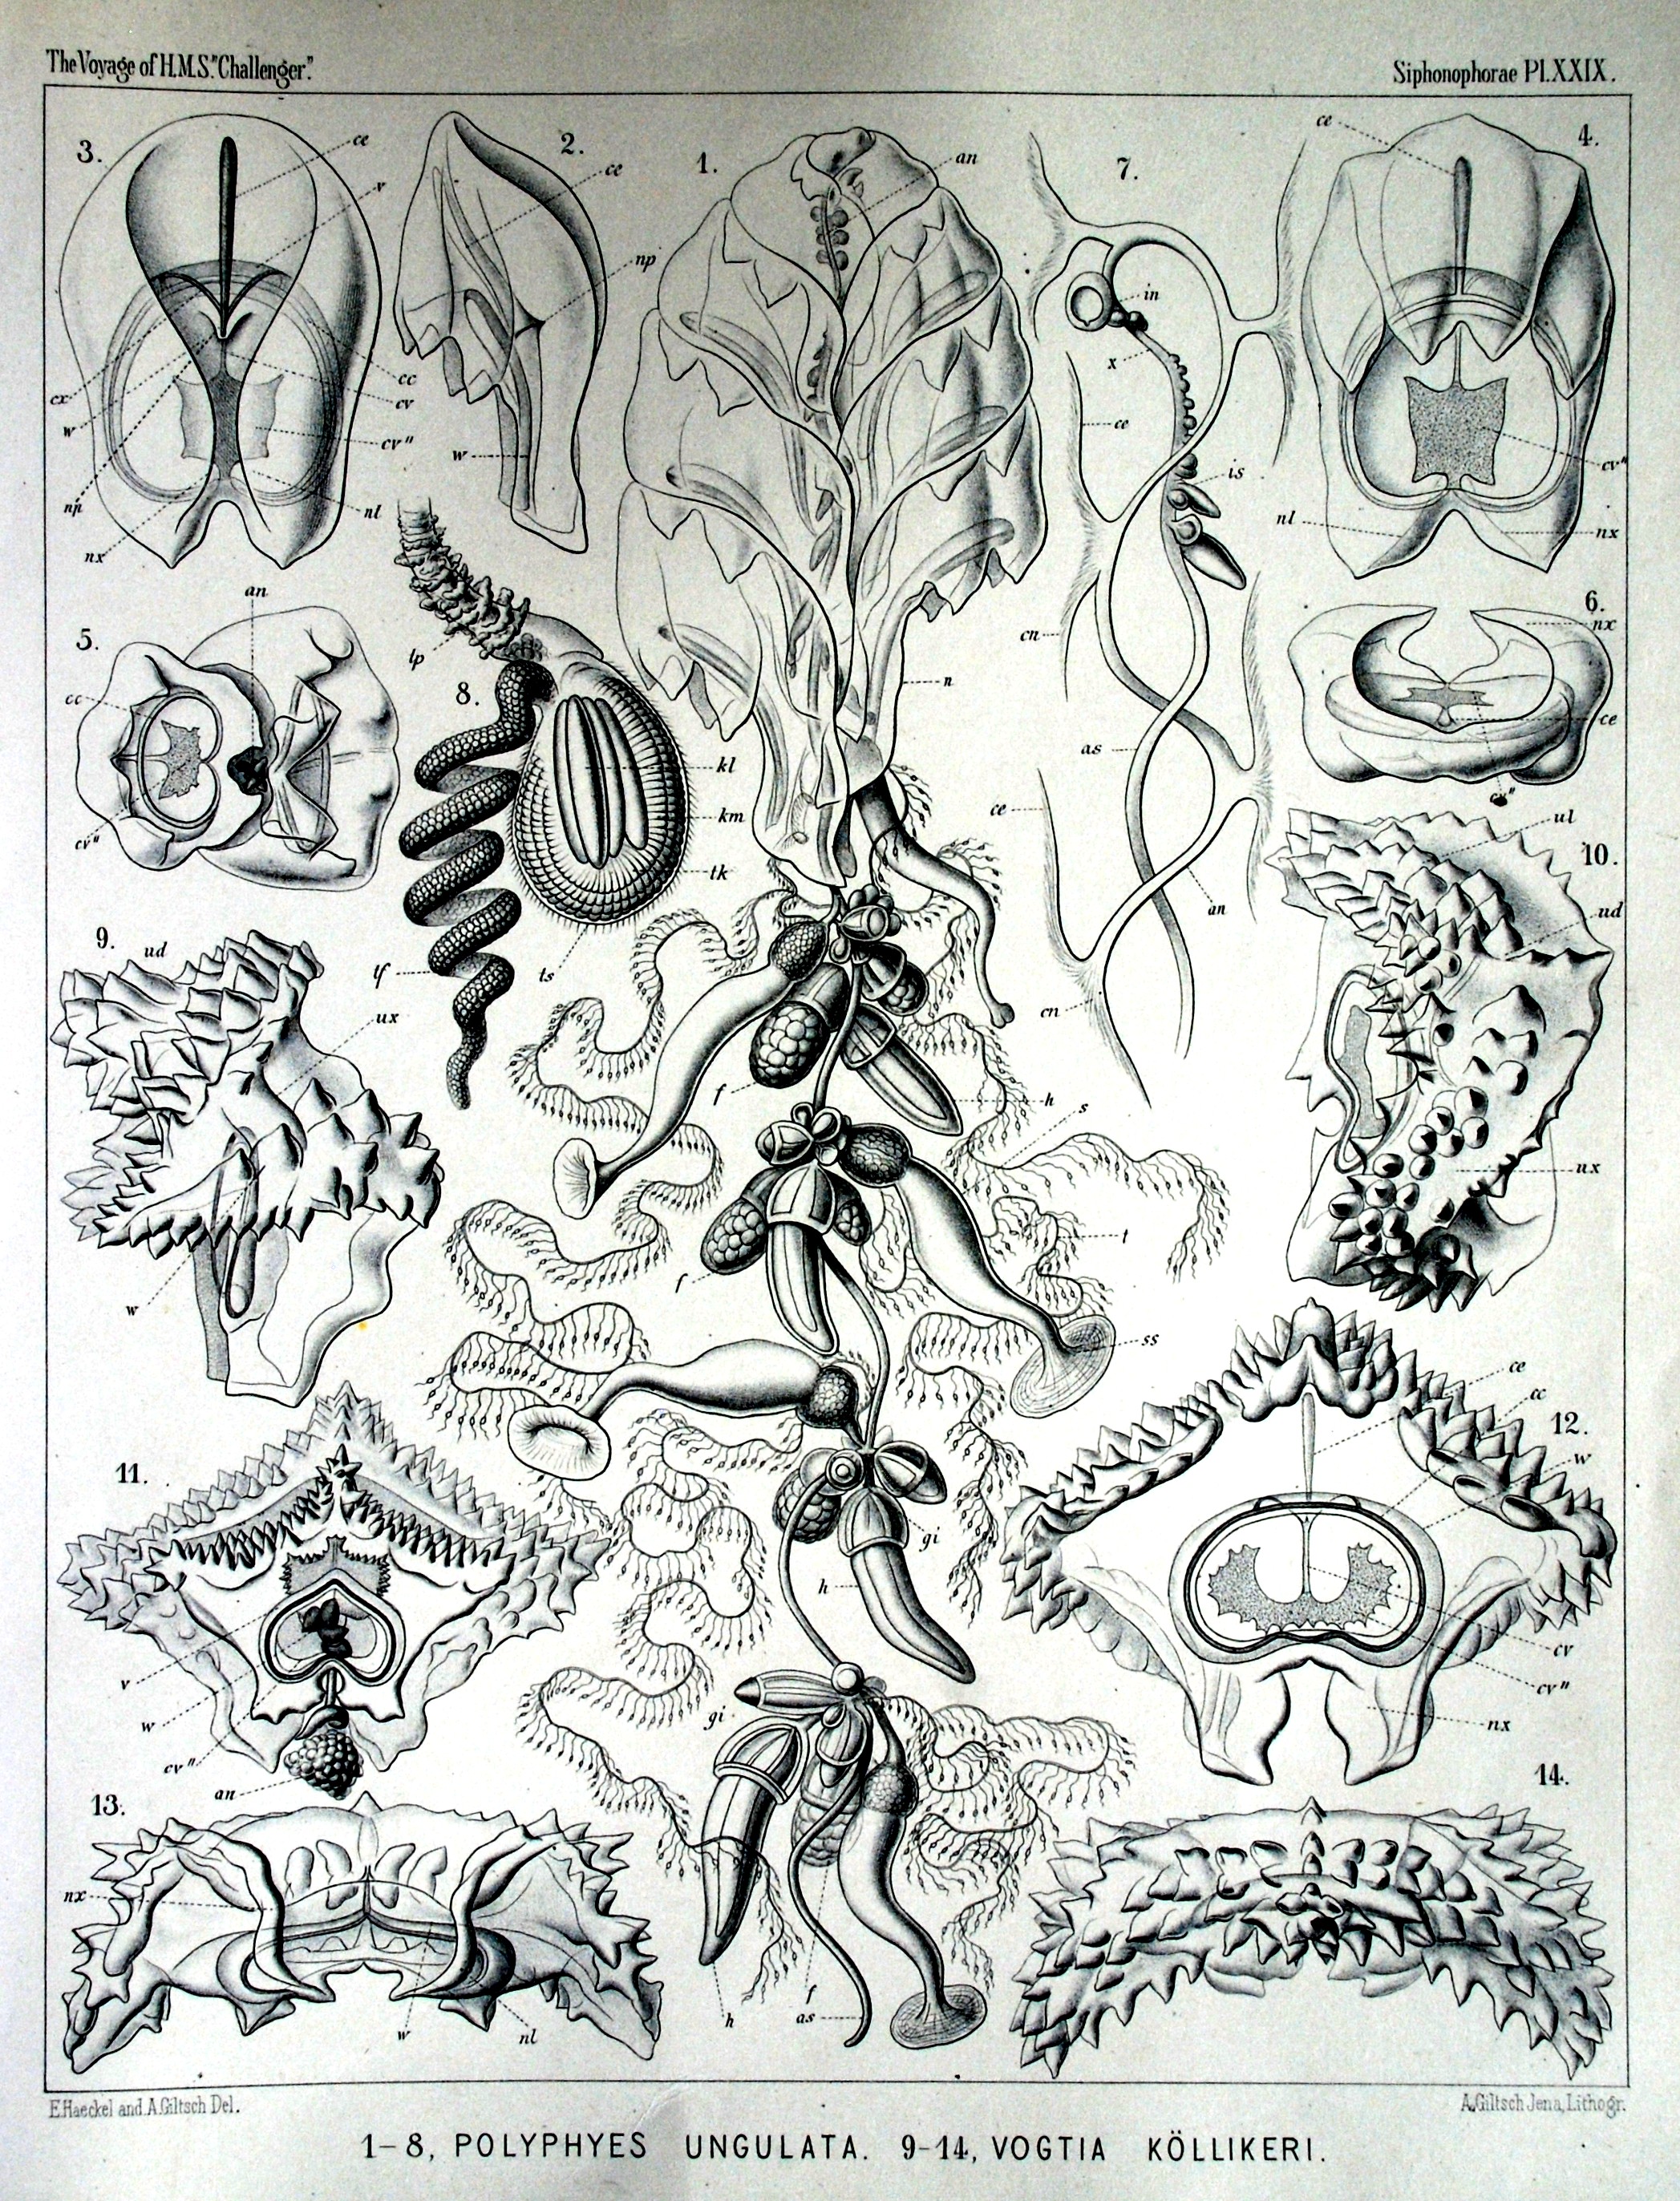 The Voyage of H.M.S."Challenger".
Siphonophorae Pl.XXIX.
3.
ce
v
cx
w
np
nx
cc
cv
cv"
nl
2.
ce
np
w
1.
an
n
7.
in
x
ce
is
cn
as
ce
an
cn
4.
ce
cv"
nl
nx
5.
an
cc
cv"
8.
lp
kl
km
tk
tf
ts
6.
nx
ce
cv"
9.
ud
ux
w
10.
ul
ud
ux
f
h
s
f
t
ss
gi
h
gi
h
f
as
11.
v
w
cv"
an
12.
ce
cc
w
cv
cv"
nx
13.
nx
w
nl
14.
E.Haeckel and A.Giltsch Del.
A.Giltsch Jena, Lithogr.
1-8, POLYPHYES UNGULATA. 9-14, VOGTIA KÖLLIKERI.